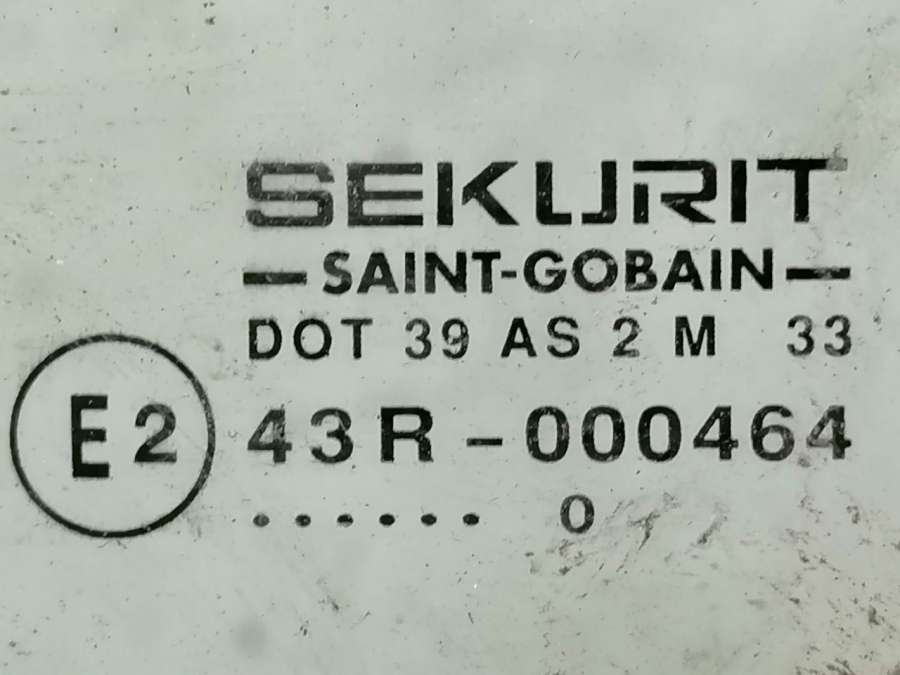 SEKURIT
— SAINT-GOBAIN —
DOT 39 AS 2 M 33
E2 43R-000464
...... 0